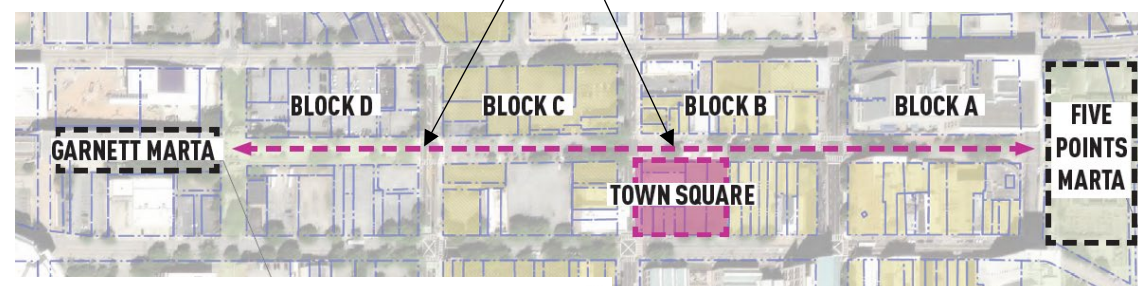 BLOCK D
BLOCK C
BLOCK B
BLOCK A
FIVE
POINTS
MARTA
GARNETT MARTA
TOWN SQUARE